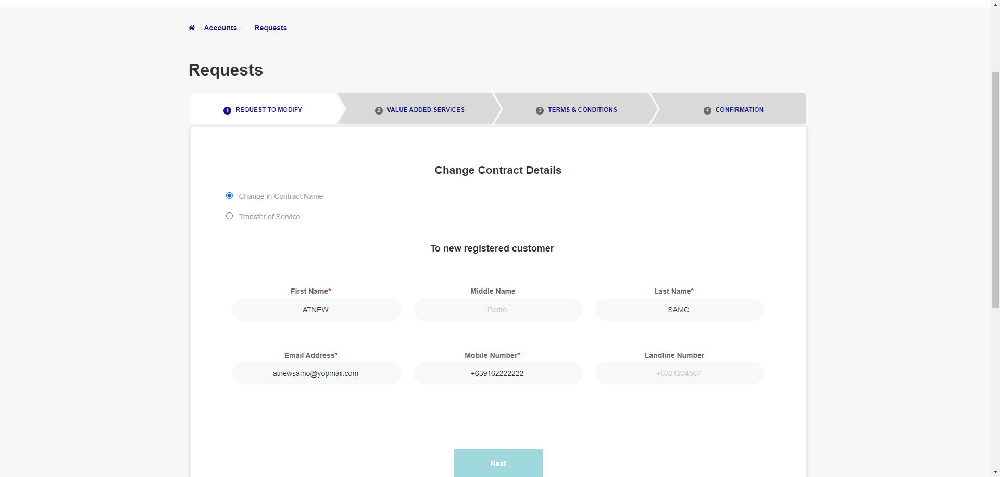 Accounts Requests
Requests
1 REQUEST TO MODIFY 2 VALUE ADDED SERVICES 3 TERMS & CONDITIONS 4 CONFIRMATION
Change Contract Details
Change in Contract Name
Transfer of Service
To new registered customer
First Name* Middle Name Last Name*
ATNEW Pedro SAMO
Email Address* Mobile Number* Landline Number
atnewsamo@yopmail.com +639162222222 +6321234567
Next